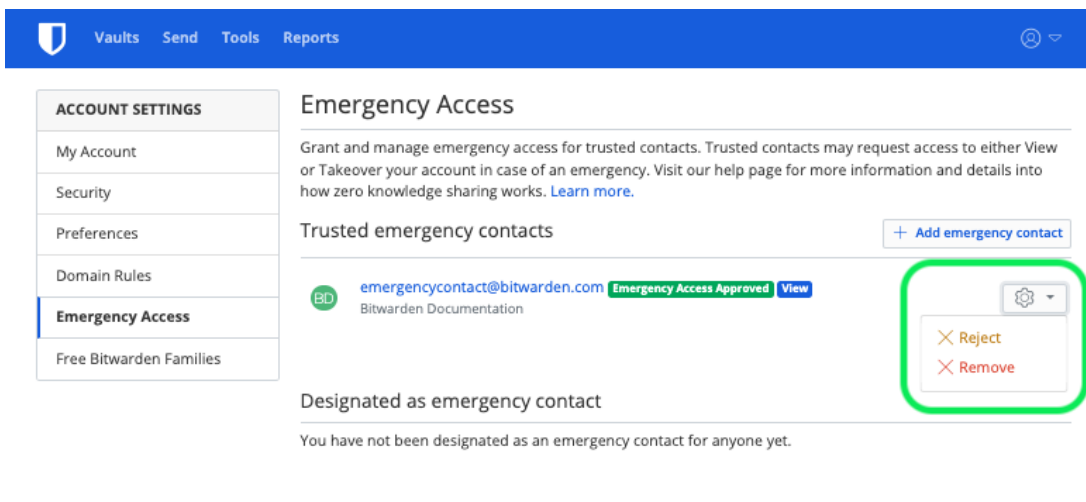 Vaults Send Tools Reports
ACCOUNT SETTINGS
My Account
Security
Preferences
Domain Rules
Emergency Access
Free Bitwarden Families
Emergency Access
Grant and manage emergency access for trusted contacts. Trusted contacts may request access to either View
or Takeover your account in case of an emergency. Visit our help page for more information and details into
how zero knowledge sharing works. Learn more.
Trusted emergency contacts
+ Add emergency contact
BD
emergencycontact@bitwarden.com Emergency Access Approved View
Bitwarden Documentation
Reject
Remove
Designated as emergency contact
You have not been designated as an emergency contact for anyone yet.